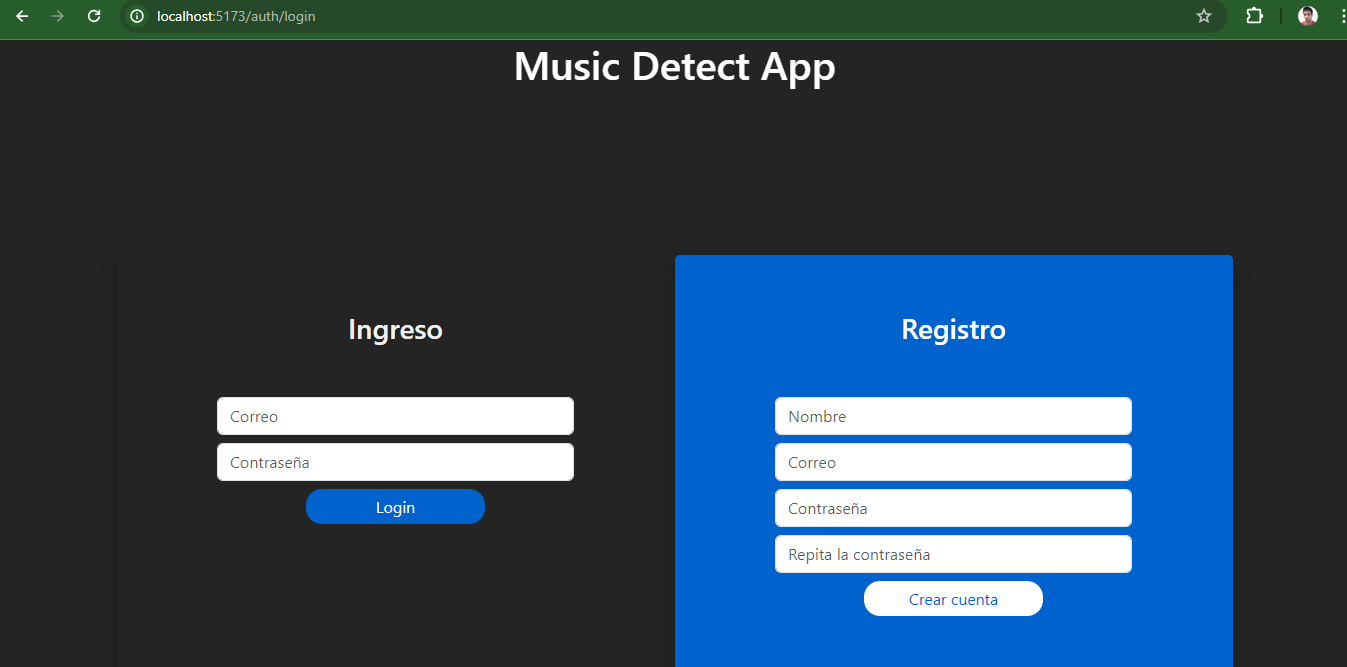 localhost:5173/auth/login
Music Detect App
Ingreso
Correo
Contraseña
Login
Registro
Nombre
Correo
Contraseña
Repita la contraseña
Crear cuenta